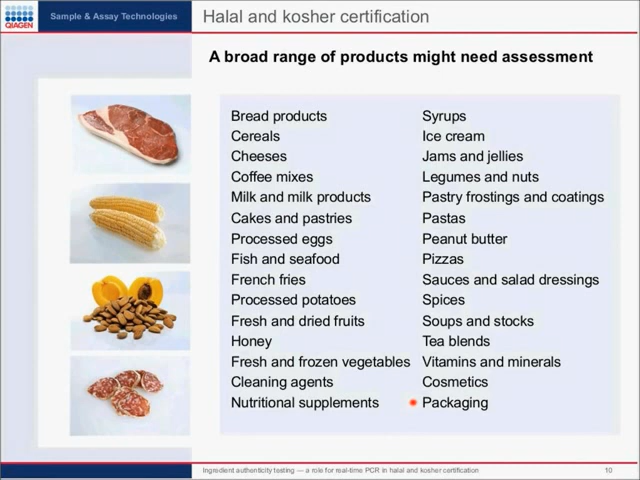 QIAGEN
Sample & Assay Technologies
Halal and kosher certification
A broad range of products might need assessment
Bread products
Cereals
Cheeses
Coffee mixes
Milk and milk products
Cakes and pastries
Processed eggs
Fish and seafood
French fries
Processed potatoes
Fresh and dried fruits
Honey
Fresh and frozen vegetables
Cleaning agents
Nutritional supplements
Syrups
Ice cream
Jams and jellies
Legumes and nuts
Pastry frostings and coatings
Pastas
Peanut butter
Pizzas
Sauces and salad dressings
Spices
Soups and stocks
Tea blends
Vitamins and minerals
Cosmetics
Packaging
Ingredient authenticity testing — a role for real-time PCR in halal and kosher certification
10